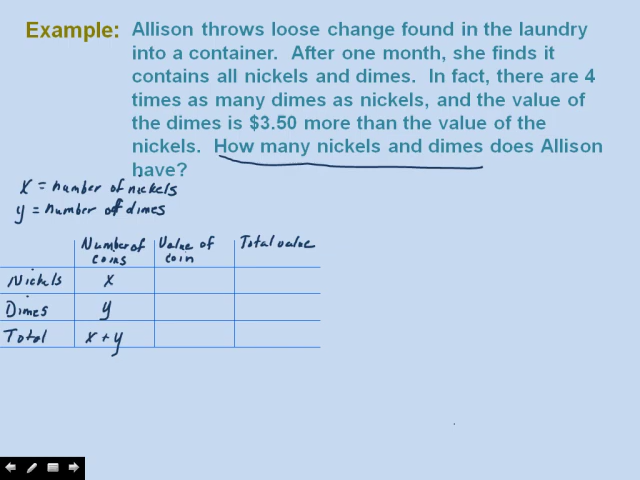 Example: Allison throws loose change found in the laundry
into a container. After one month, she finds it
contains all nickels and dimes. In fact, there are 4
times as many dimes as nickels, and the value of
the dimes is $3.50 more than the value of the
nickels. How many nickels and dimes does Allison
have?
x = number of nickels
y = number of dimes
Number of coins Value of coin Total value
Nickels x
Dimes y
Total x + y